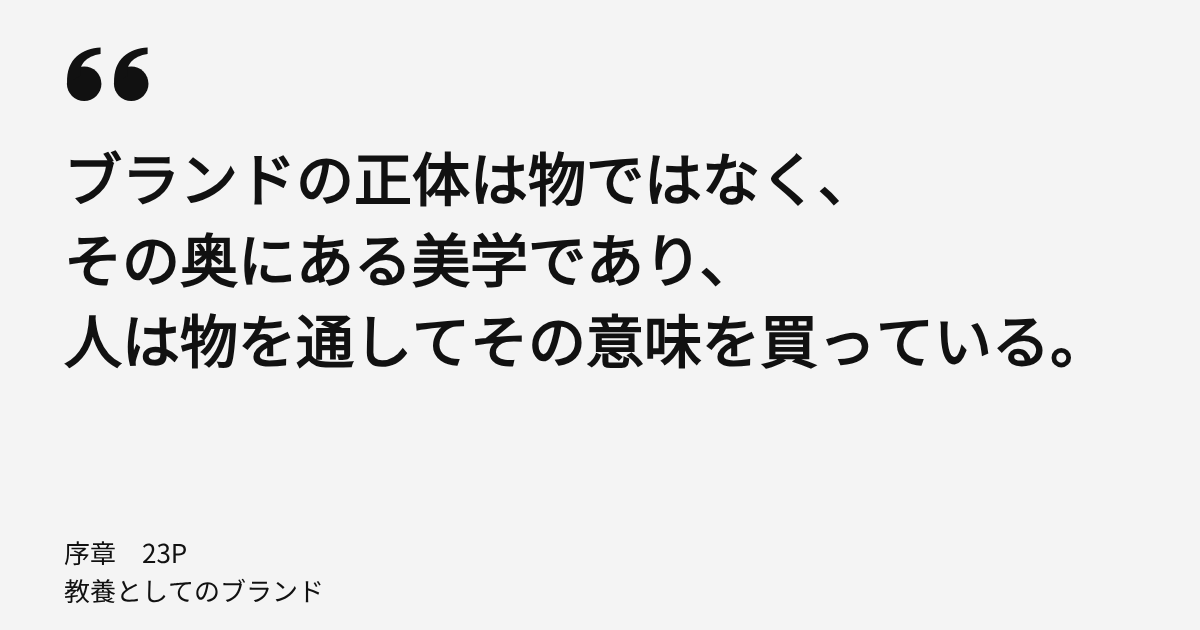 “
ブランドの正体は物ではなく、
その奥にある美学であり、
人は物を通してその意味を買っている。
序章　23P
教養としてのブランド